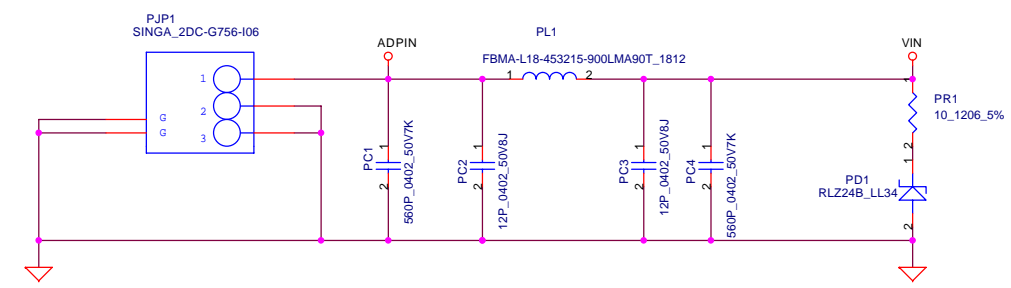 PJP1
SINGA_2DC-G756-I06
1
2
3
G
G
ADPIN
PL1
FBMA-L18-453215-900LMA90T_1812
1
2
VIN
1
PR1
10_1206_5%
2
1
PD1
RLZ24B_LL34
2
1
PC1
2
560P_0402_50V7K
1
PC2
2
12P_0402_50V8J
1
PC3
2
12P_0402_50V8J
1
PC4
2
560P_0402_50V7K